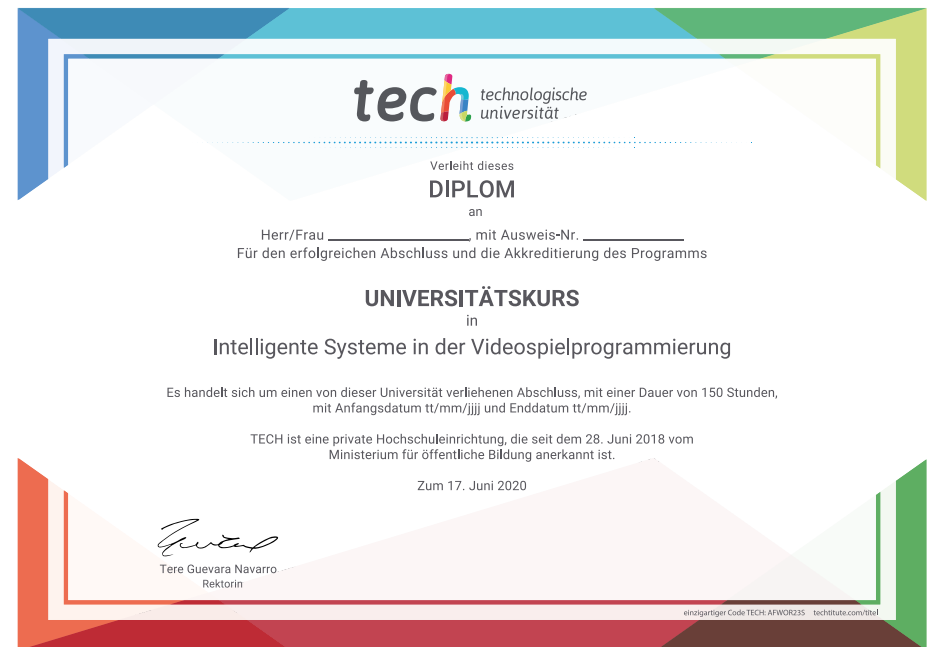 tech technologische
universität
Verleiht dieses
DIPLOM
an
Herr/Frau _________________, mit Ausweis-Nr. ____________
Für den erfolgreichen Abschluss und die Akkreditierung des Programms
UNIVERSITÄTSKURS
in
Intelligente Systeme in der Videospielprogrammierung
Es handelt sich um einen von dieser Universität verliehenen Abschluss, mit einer Dauer von 150 Stunden,
mit Anfangsdatum tt/mm/jjjj und Enddatum tt/mm/jjjj.
TECH ist eine private Hochschuleinrichtung, die seit dem 28. Juni 2018 vom
Ministerium für öffentliche Bildung anerkannt ist.
Zum 17. Juni 2020
Tere Guevara Navarro
Rektorin
einzigartiger Code TECH: AFWOR23S techtitute.com/titel